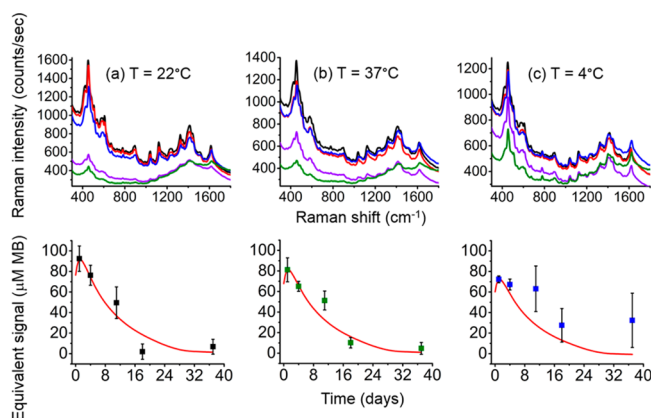 Raman intensity (counts/sec)
1600
1400
1200
1000
800
600
400
(a) T = 22°C
400 800 1200 1600
1400
1200
1000
800
600
400
(b) T = 37°C
400 800 1200 1600
1200
1000
800
600
400
(c) T = 4°C
400 800 1200 1600
Raman shift (cm-1)
Equivalent signal (μM MB)
100
80
60
40
20
0
0 8 16 24 32 40
100
80
60
40
20
0
0 8 16 24 32 40
100
80
60
40
20
0
0 8 16 24 32 40
Time (days)